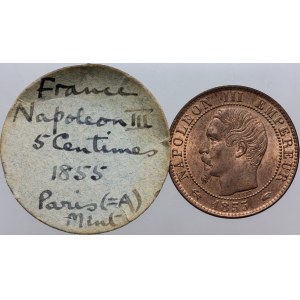 France
Napoleon III
5 Centimes
1855
Paris (=A)
Mint
NAPOLEON III EMPEREUR
1855